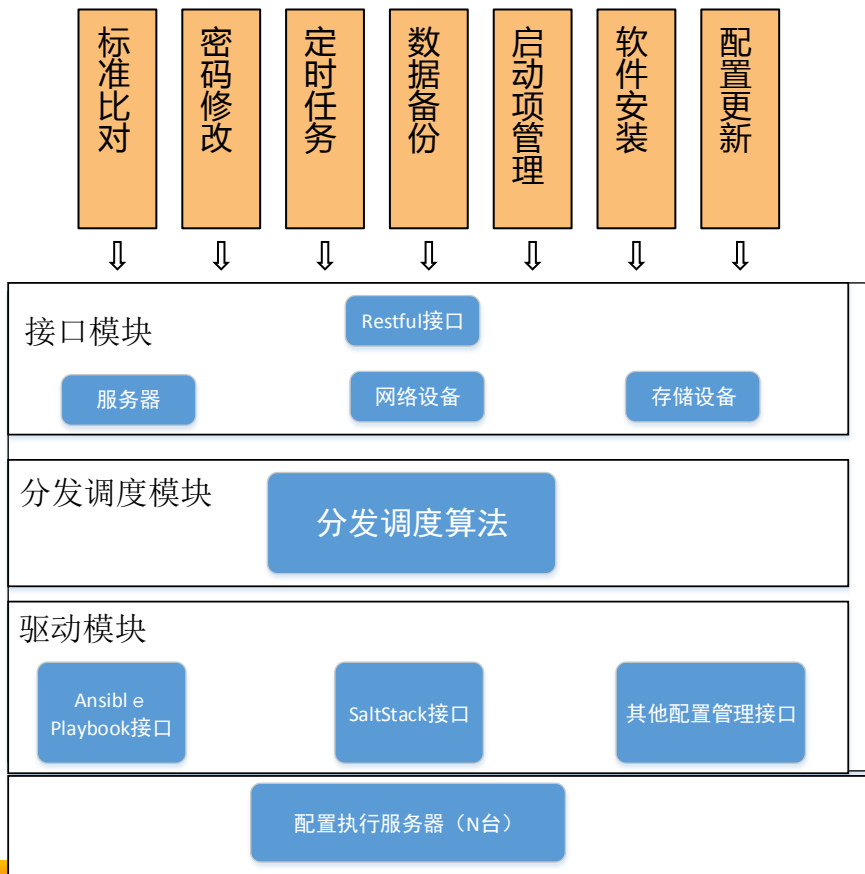 标准比对
密码修改
定时任务
数据备份
启动项管理
软件安装
配置更新
接口模块
Restful接口
服务器
网络设备
存储设备
分发调度模块
分发调度算法
驱动模块
Ansible
Playbook接口
SaltStack接口
其他配置管理接口
配置执行服务器（N台）